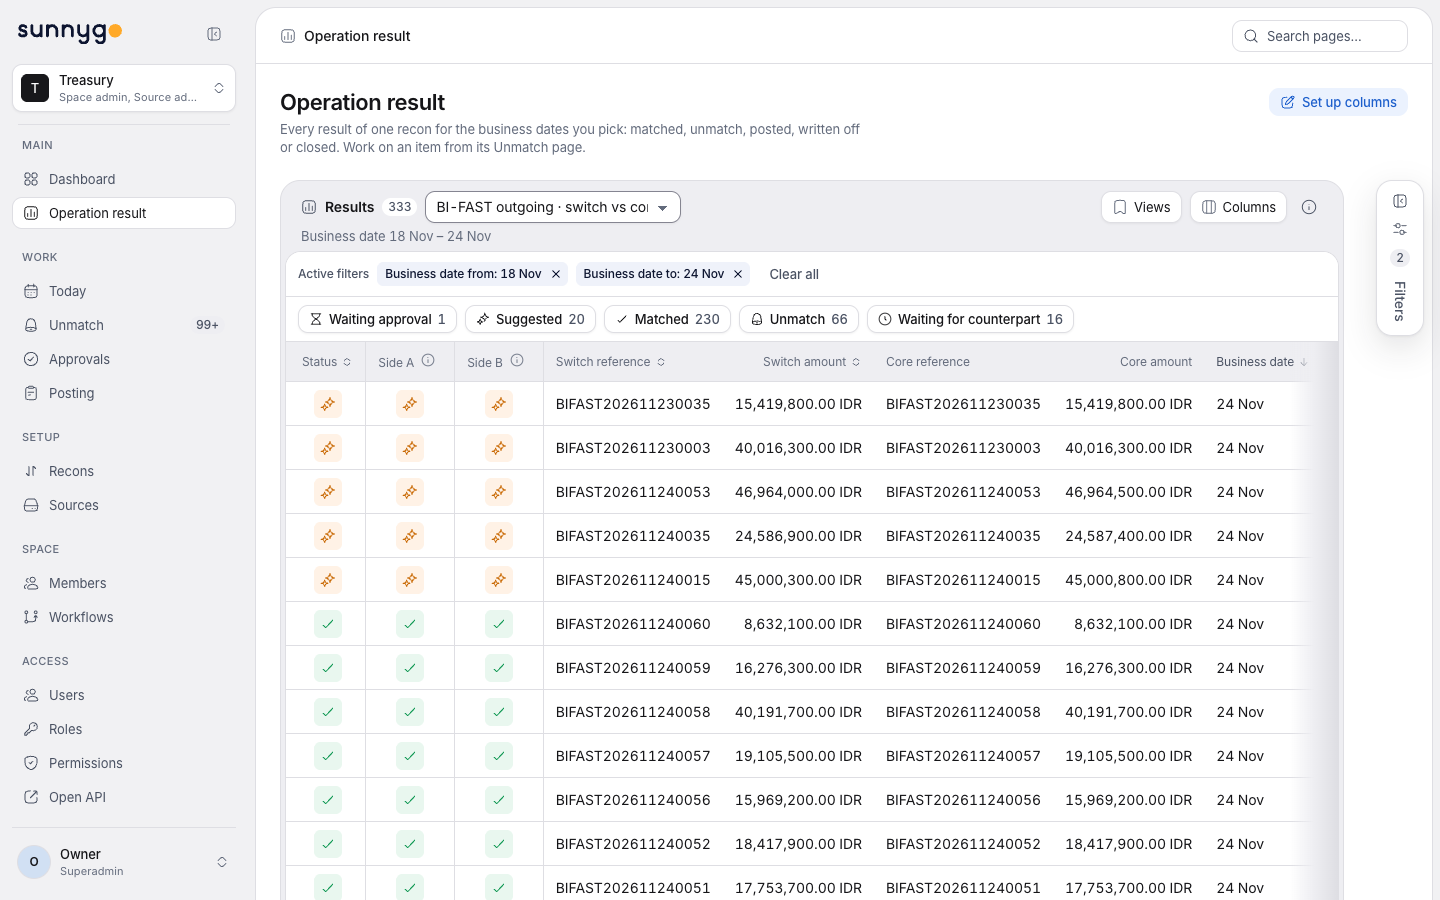 sunnyg
Operation result
Search pages...
T
Treasury
Space admin, Source ad...
MAIN
Dashboard
Operation result
WORK
Today
Unmatch 99+
Approvals
Posting
SETUP
Recons
Sources
SPACE
Members
Workflows
ACCESS
Users
Roles
Permissions
Open API
O
Owner
Superadmin
Operation result
Set up columns
Every result of one recon for the business dates you pick: matched, unmatch, posted, written off
or closed. Work on an item from its Unmatch page.
Results 333 BI-FAST outgoing · switch vs co
Views Columns
Business date 18 Nov – 24 Nov
2
Filters
Active filters Business date from: 18 Nov Business date to: 24 Nov Clear all
Waiting approval 1 Suggested 20 Matched 230 Unmatch 66 Waiting for counterpart 16
Status Side A Side B Switch reference Switch amount Core reference Core amount Business date
BIFAST202611230035 15,419,800.00 IDR BIFAST202611230035 15,419,800.00 IDR 24 Nov
BIFAST202611230003 40,016,300.00 IDR BIFAST202611230003 40,016,300.00 IDR 24 Nov
BIFAST202611240053 46,964,000.00 IDR BIFAST202611240053 46,964,500.00 IDR 24 Nov
BIFAST202611240035 24,586,900.00 IDR BIFAST202611240035 24,587,400.00 IDR 24 Nov
BIFAST202611240015 45,000,300.00 IDR BIFAST202611240015 45,000,800.00 IDR 24 Nov
BIFAST202611240060 8,632,100.00 IDR BIFAST202611240060 8,632,100.00 IDR 24 Nov
BIFAST202611240059 16,276,300.00 IDR BIFAST202611240059 16,276,300.00 IDR 24 Nov
BIFAST202611240058 40,191,700.00 IDR BIFAST202611240058 40,191,700.00 IDR 24 Nov
BIFAST202611240057 19,105,500.00 IDR BIFAST202611240057 19,105,500.00 IDR 24 Nov
BIFAST202611240056 15,969,200.00 IDR BIFAST202611240056 15,969,200.00 IDR 24 Nov
BIFAST202611240052 18,417,900.00 IDR BIFAST202611240052 18,417,900.00 IDR 24 Nov
BIFAST202611240051 17,753,700.00 IDR BIFAST202611240051 17,753,700.00 IDR 24 Nov